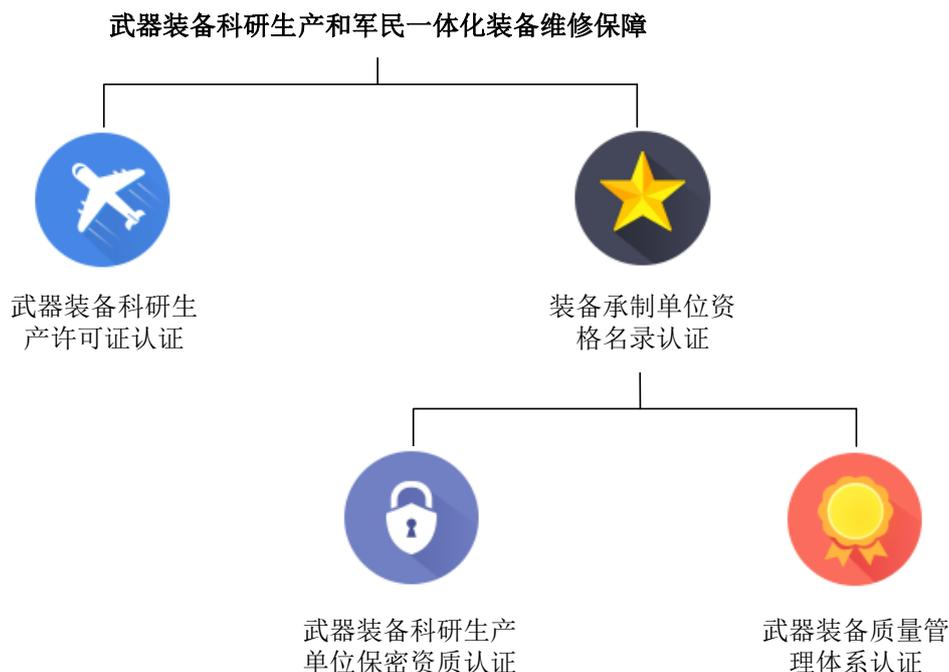 武器装备科研生产和军民一体化装备维修保障
武器装备科研生
产许可证认证
装备承制单位资
格名录认证
武器装备科研生产
单位保密资质认证
武器装备质量管
理体系认证